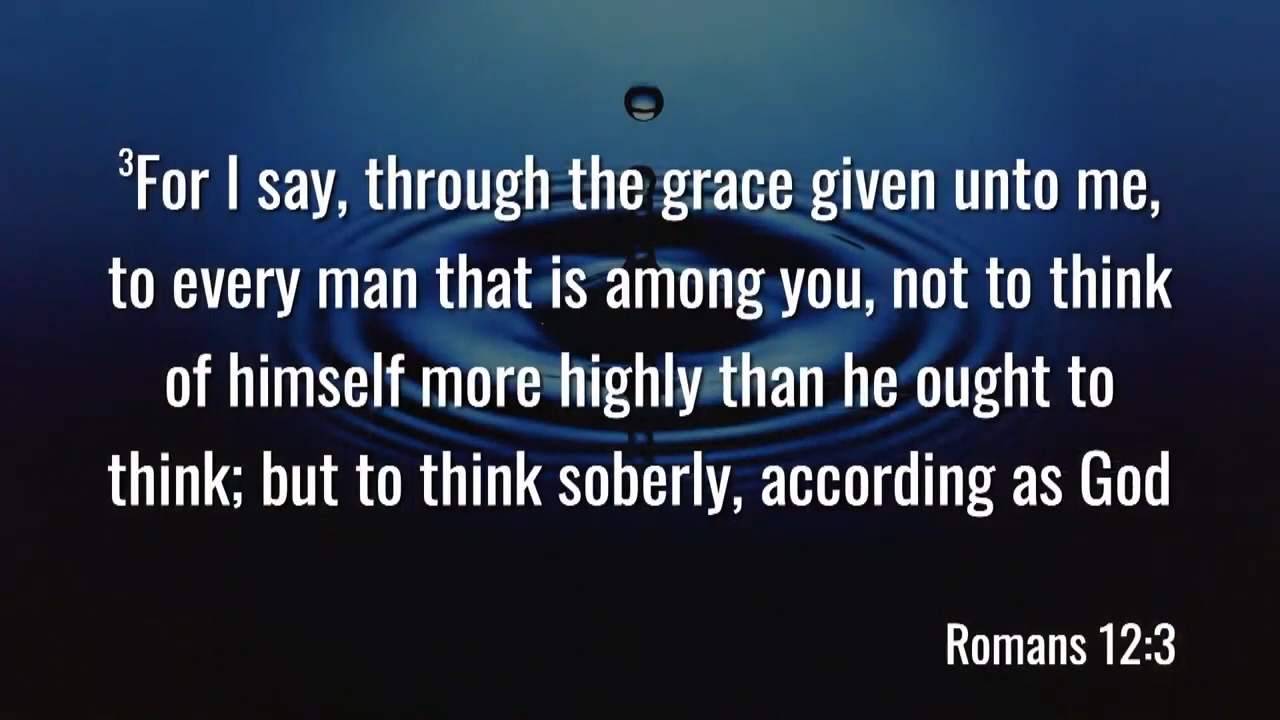 ³For I say, through the grace given unto me,
to every man that is among you, not to think
of himself more highly than he ought to
think; but to think soberly, according as God
Romans 12:3